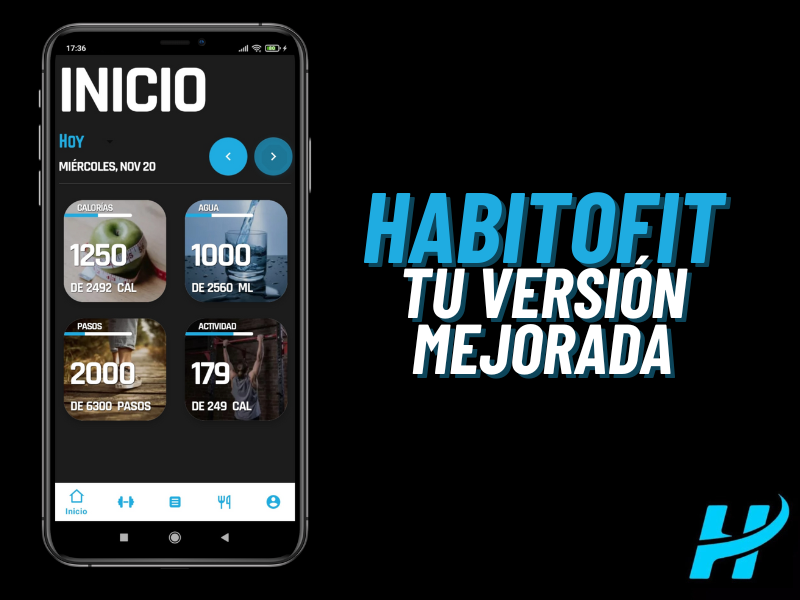 17:36
INICIO
HOY
MIÉRCOLES, NOV 20
CALORÍAS
1250
DE 2492 CAL
AGUA
1000
DE 2560 ML
PASOS
2000
DE 6300 PASOS
ACTIVIDAD
179
DE 249 CAL
Inicio
HABITOFIT
TU VERSIÓN
MEJORADA
H